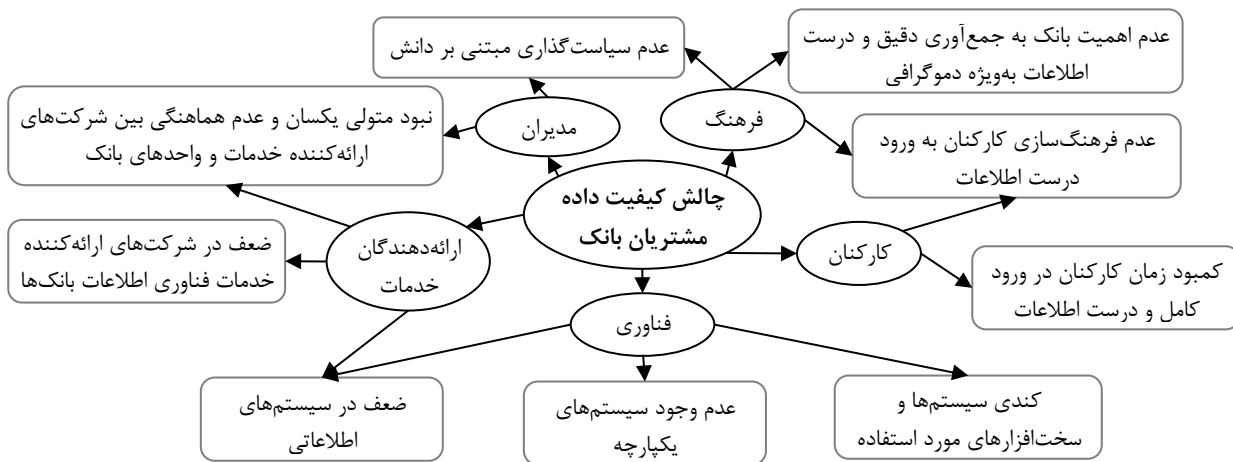 عدم سیاست‌گذاری مبتنی بر دانش
عدم اهمیت بانک به جمع‌آوری دقیق و درست
اطلاعات به‌ویژه دموگرافی
مدیران
فرهنگ
نبود متولی یکسان و عدم هماهنگی بین شرکت‌های
ارائه‌کننده خدمات و واحدهای بانک
عدم فرهنگ‌سازی کارکنان به ورود
درست اطلاعات
چالش کیفیت داده
مشتریان بانک
ارائه‌دهندگان
خدمات
کارکنان
ضعف در شرکت‌های ارائه‌کننده
خدمات فناوری اطلاعات بانک‌ها
کمبود زمان کارکنان در ورود
کامل و درست اطلاعات
فناوری
ضعف در سیستم‌های
اطلاعاتی
عدم وجود سیستم‌های
یکپارچه
کندی سیستم‌ها و
سخت‌افزارهای مورد استفاده